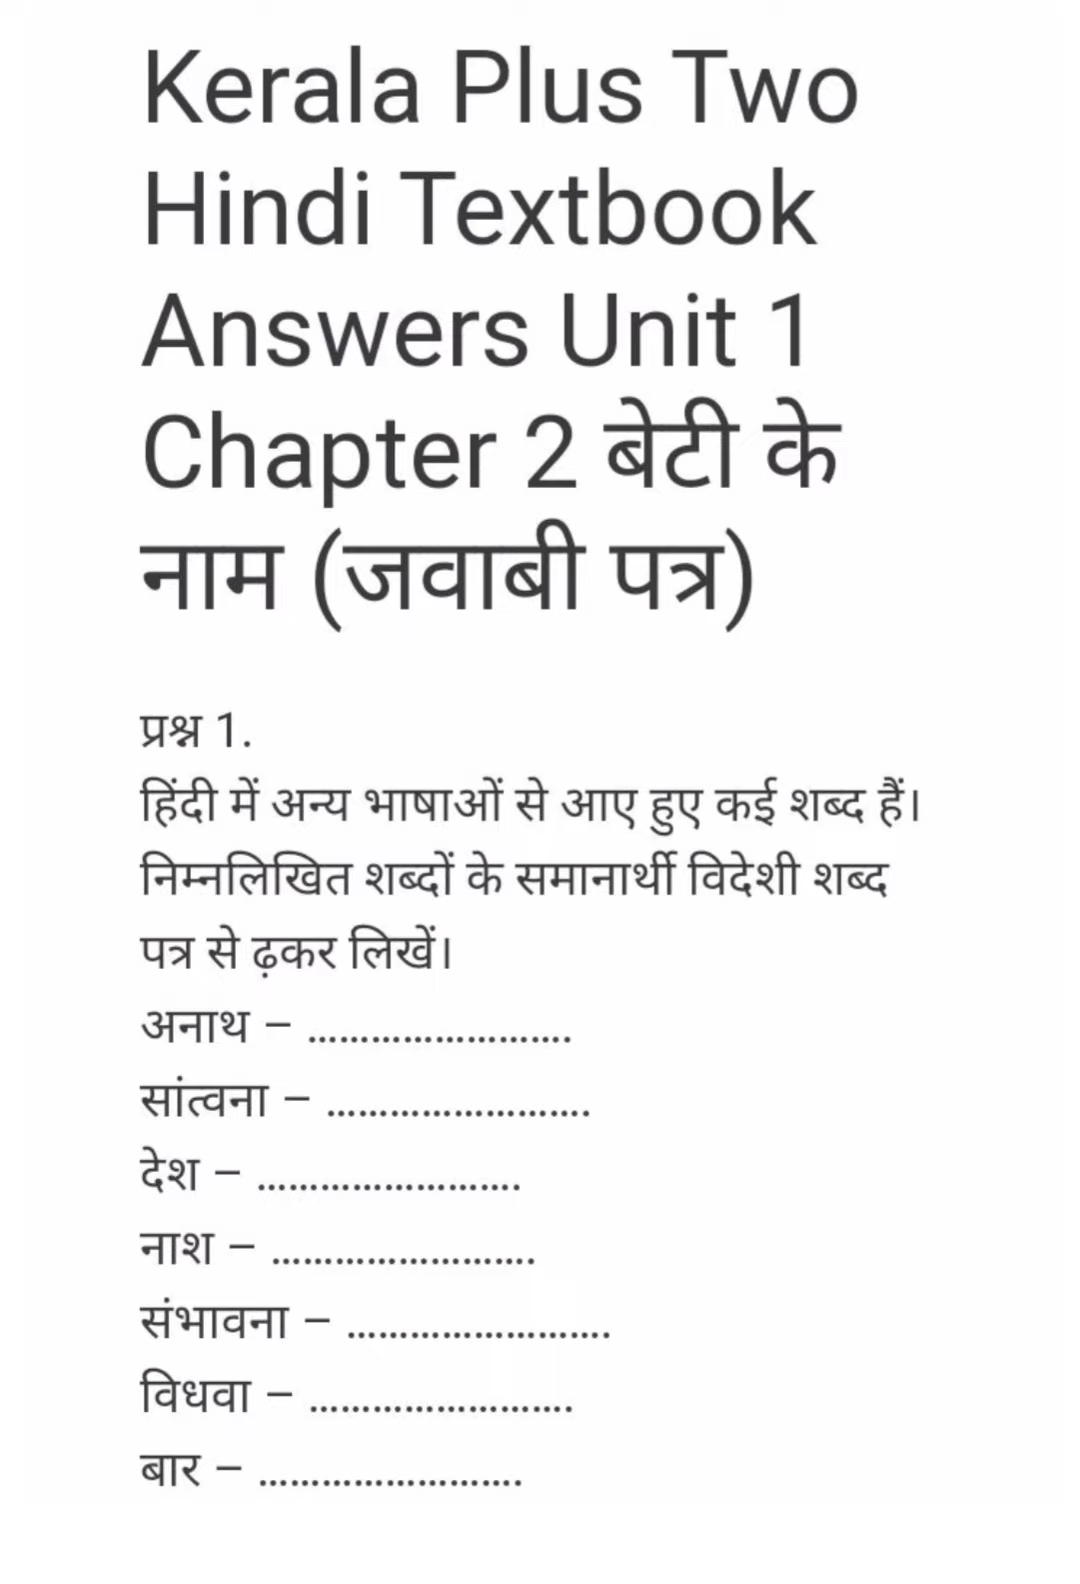 Kerala Plus Two
Hindi Textbook
Answers Unit 1
Chapter 2 बेटी के
नाम (जवाबी पत्र)
प्रश्न 1.
हिंदी में अन्य भाषाओं से आए हुए कई शब्द हैं।
निम्नलिखित शब्दों के समानार्थी विदेशी शब्द
पत्र से ढ़ूकर लिखें।
अनाथ – …………………….
सांत्वना – …………………….
देश – …………………….
नाश – …………………….
संभावना – …………………….
विधवा – …………………….
बार – …………………….